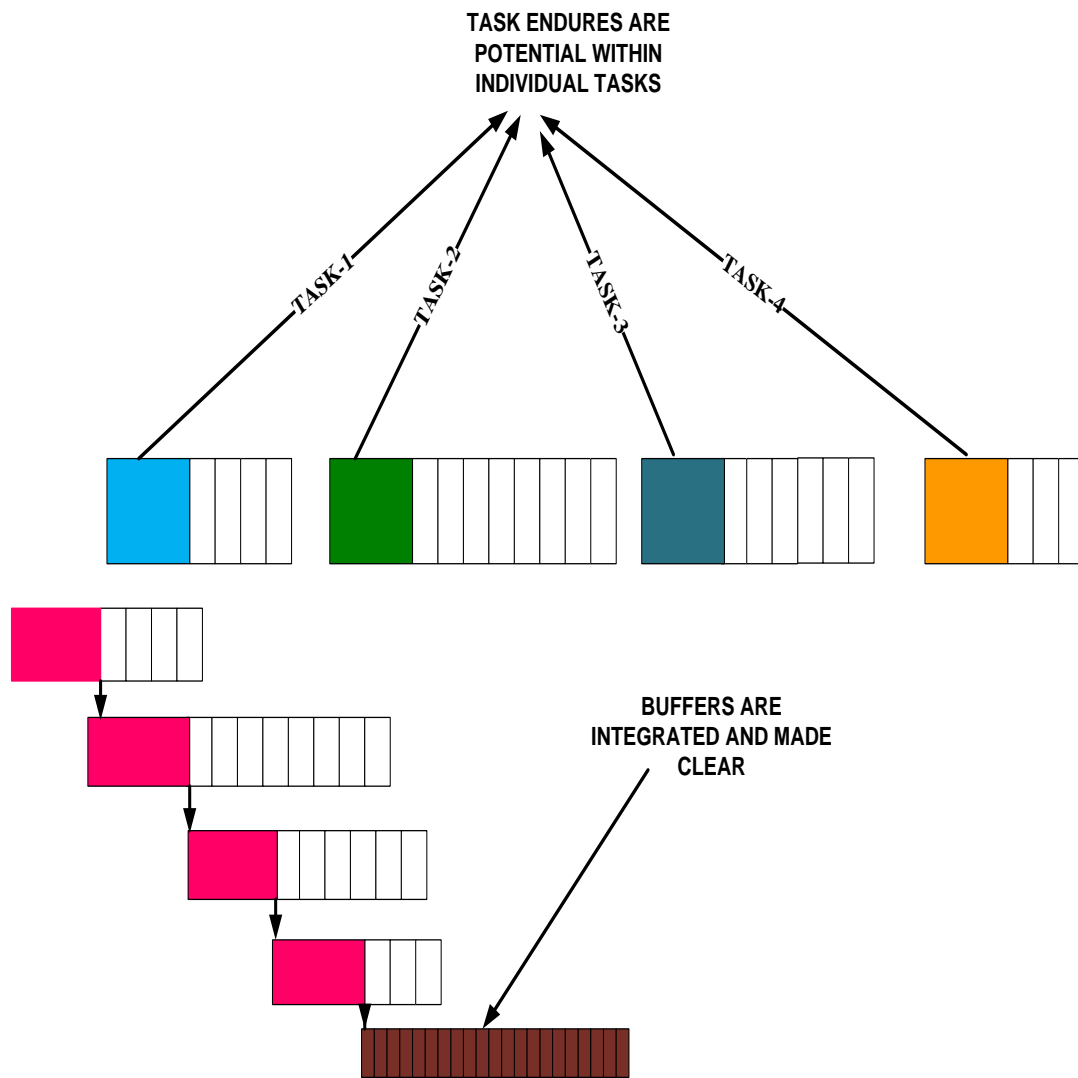 TASK ENDURES ARE
POTENTIAL WITHIN
INDIVIDUAL TASKS
TASK-1
TASK-2
TASK-3
TASK-4
BUFFERS ARE
INTEGRATED AND MADE
CLEAR